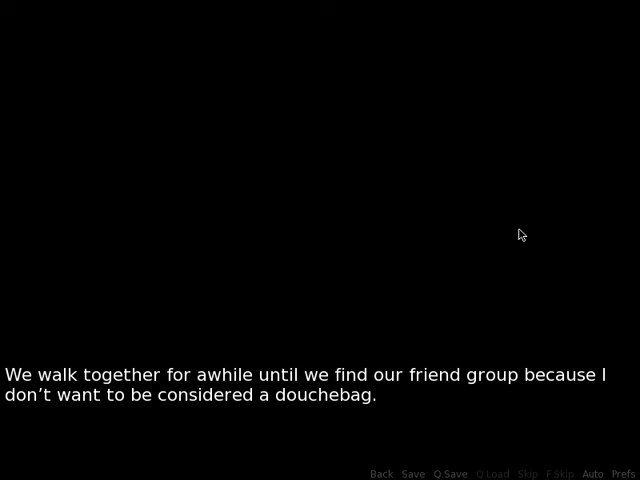 We walk together for awhile until we find our friend group because I
don’t want to be considered a douchebag.
Back Save Q.Save Q.Load Skip F.Skip Auto Prefs